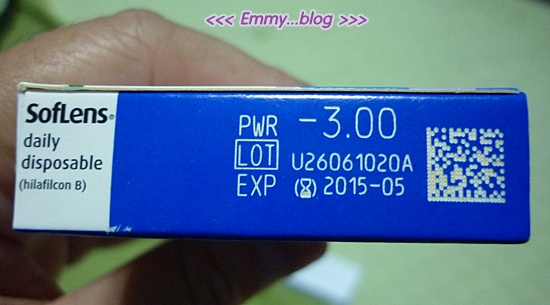 <<< Emmy...blog >>>
SofLens®
daily
disposable
(hilafilcon B)
PWR -3.00
LOT U26061020A
EXP 2015-05